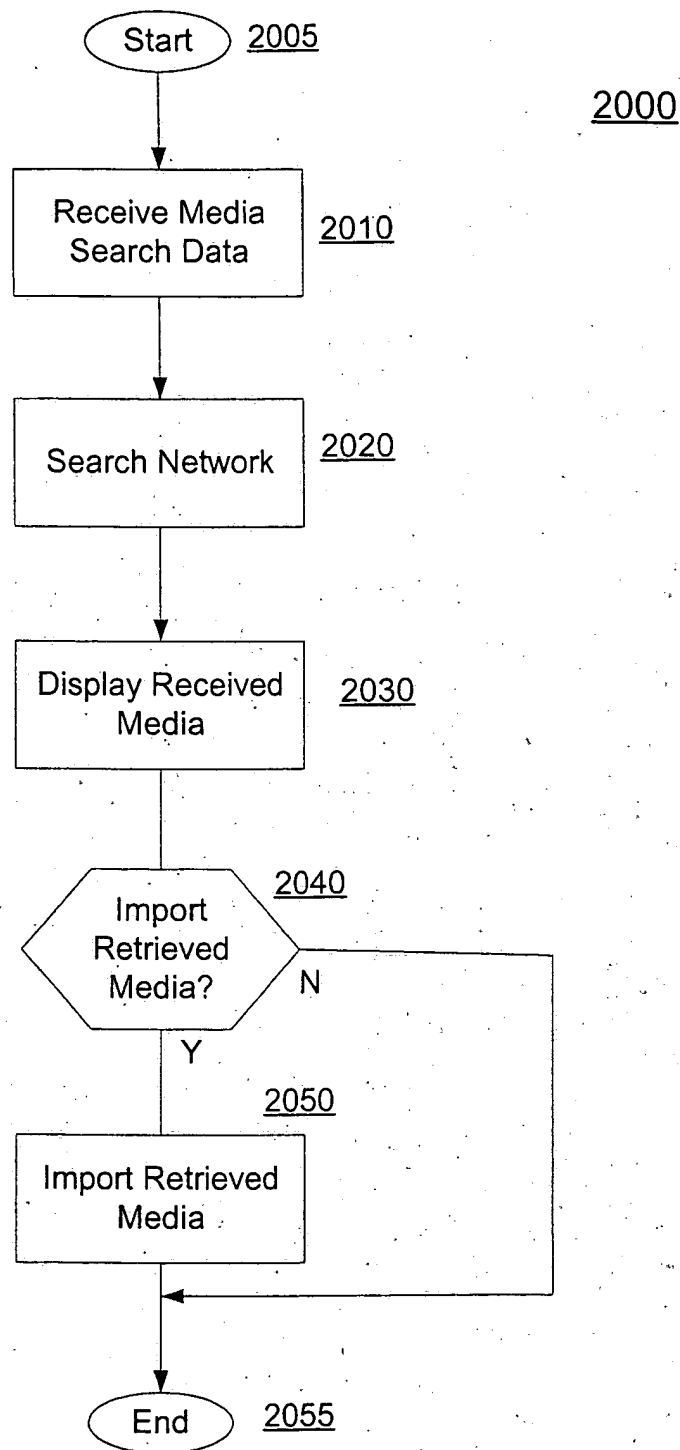 Start 2005
2000
Receive Media
Search Data
2010
Search Network 2020
Display Received
Media
2030
2040
Import
Retrieved
Media?
N
Y
2050
Import Retrieved
Media
End 2055